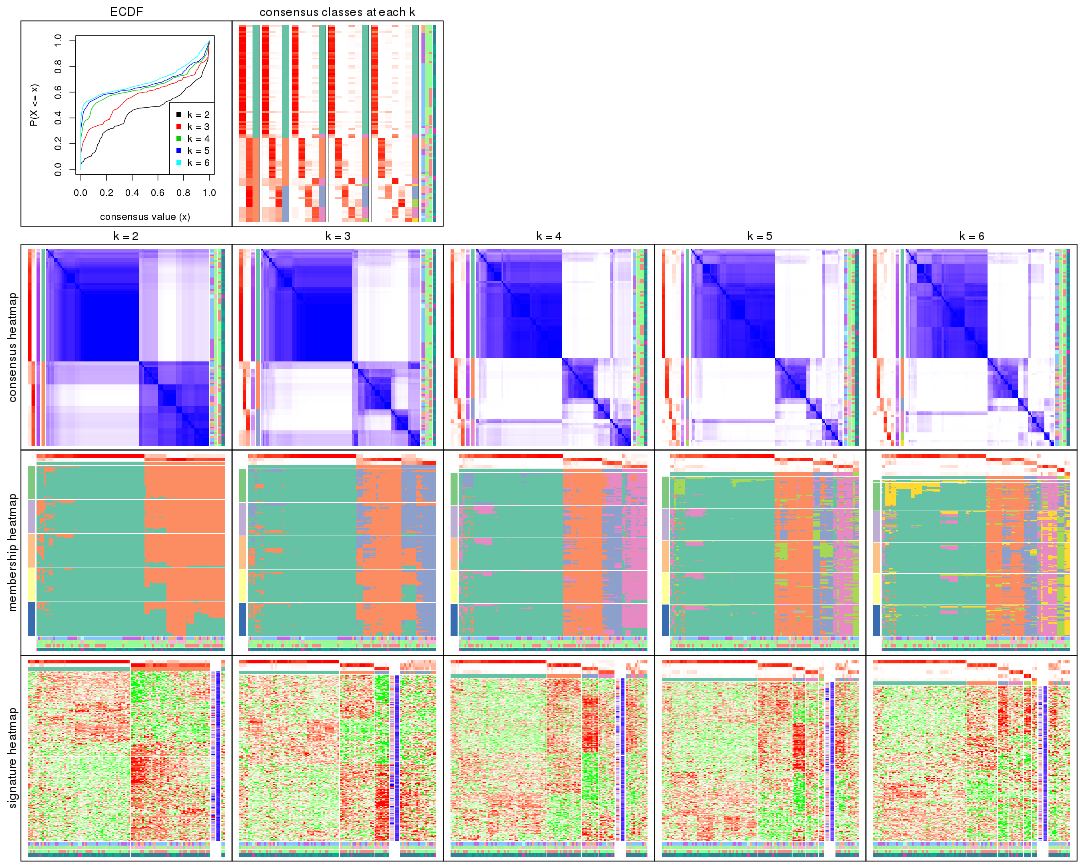 ECDF
consensus classes at each k
P(X <= x)
0.0 0.2 0.4 0.6 0.8 1.0
k = 2
k = 3
k = 4
k = 5
k = 6
0.0 0.2 0.4 0.6 0.8 1.0
consensus value (x)
k = 2
k = 3
k = 4
k = 5
k = 6
consensus heatmap
membership heatmap
signature heatmap